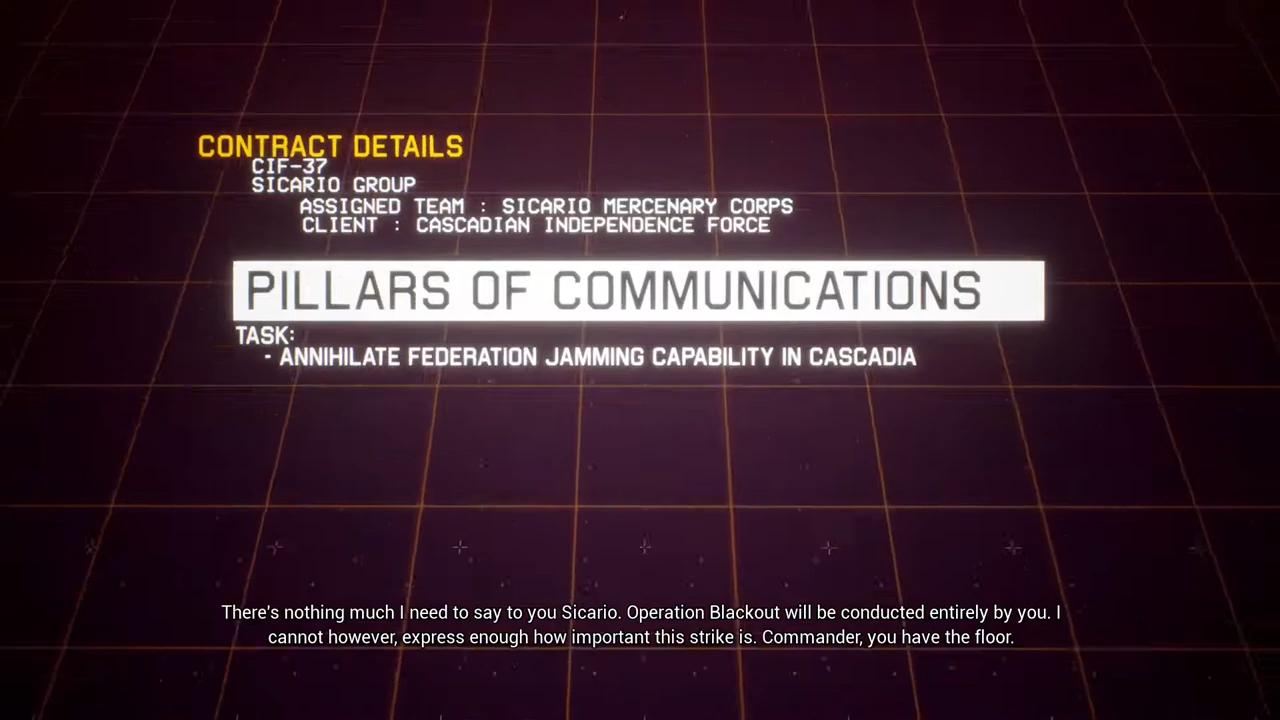 CONTRACT DETAILS
CIF-37
SICARIO GROUP
ASSIGNED TEAM : SICARIO MERCENARY CORPS
CLIENT : CASCADIAN INDEPENDENCE FORCE
PILLARS OF COMMUNICATIONS
TASK:
- ANNIHILATE FEDERATION JAMMING CAPABILITY IN CASCADIA
There's nothing much I need to say to you Sicario. Operation Blackout will be conducted entirely by you. I
cannot however, express enough how important this strike is. Commander, you have the floor.